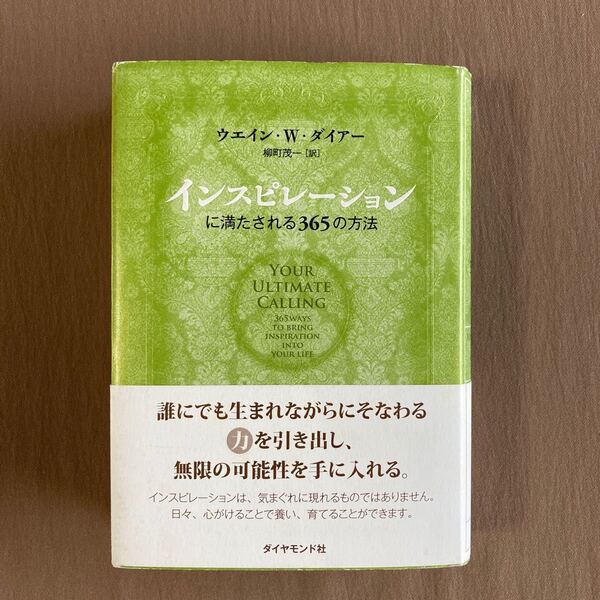 ウエイン・W・ダイアー
柳町茂一[訳]
インスピレーション
に満たされる365の方法
YOUR
ULTIMATE
CALLING
365 WAYS
TO BRING
INSPIRATION
INTO
YOUR LIFE
誰にでも生まれながらにそなわる
力を引き出し、
無限の可能性を手に入れる。
インスピレーションは、気まぐれに現れるものではありません。
日々、心がけることで養い、育てることができます。
ダイヤモンド社